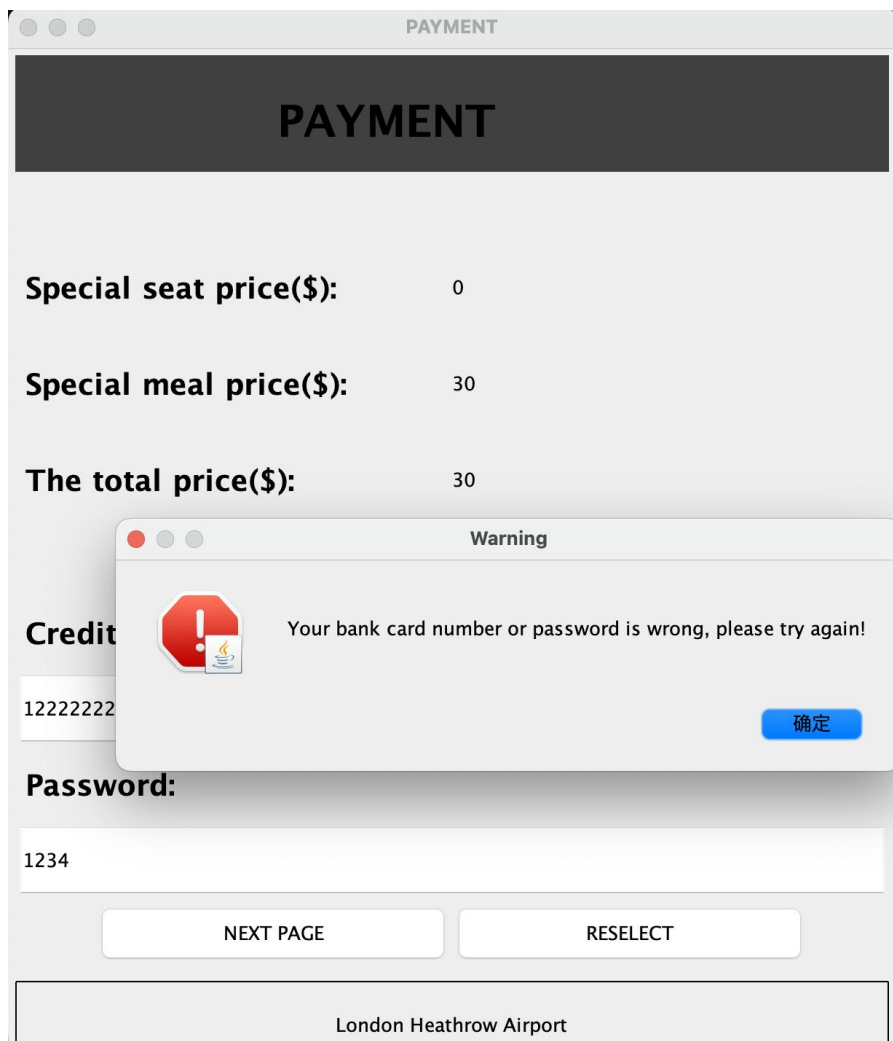 PAYMENT
PAYMENT
Special seat price($): 0
Special meal price($): 30
The total price($): 30
Warning
Credit
Your bank card number or password is wrong, please try again!
12222222
确定
Password:
1234
NEXT PAGE RESELECT
London Heathrow Airport